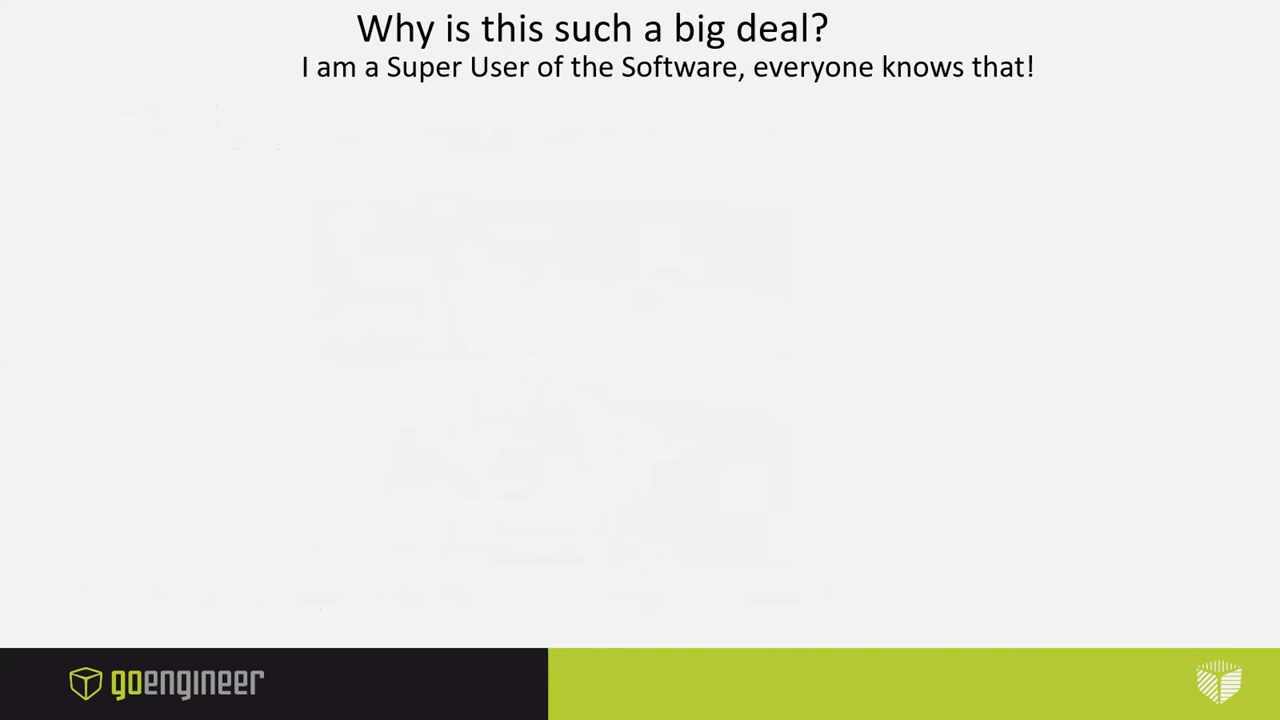 Why is this such a big deal?
I am a Super User of the Software, everyone knows that!
goengineer